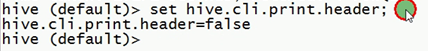 hive (default)> set hive.cli.print.header;
hive.cli.print.header=false
hive (default)>